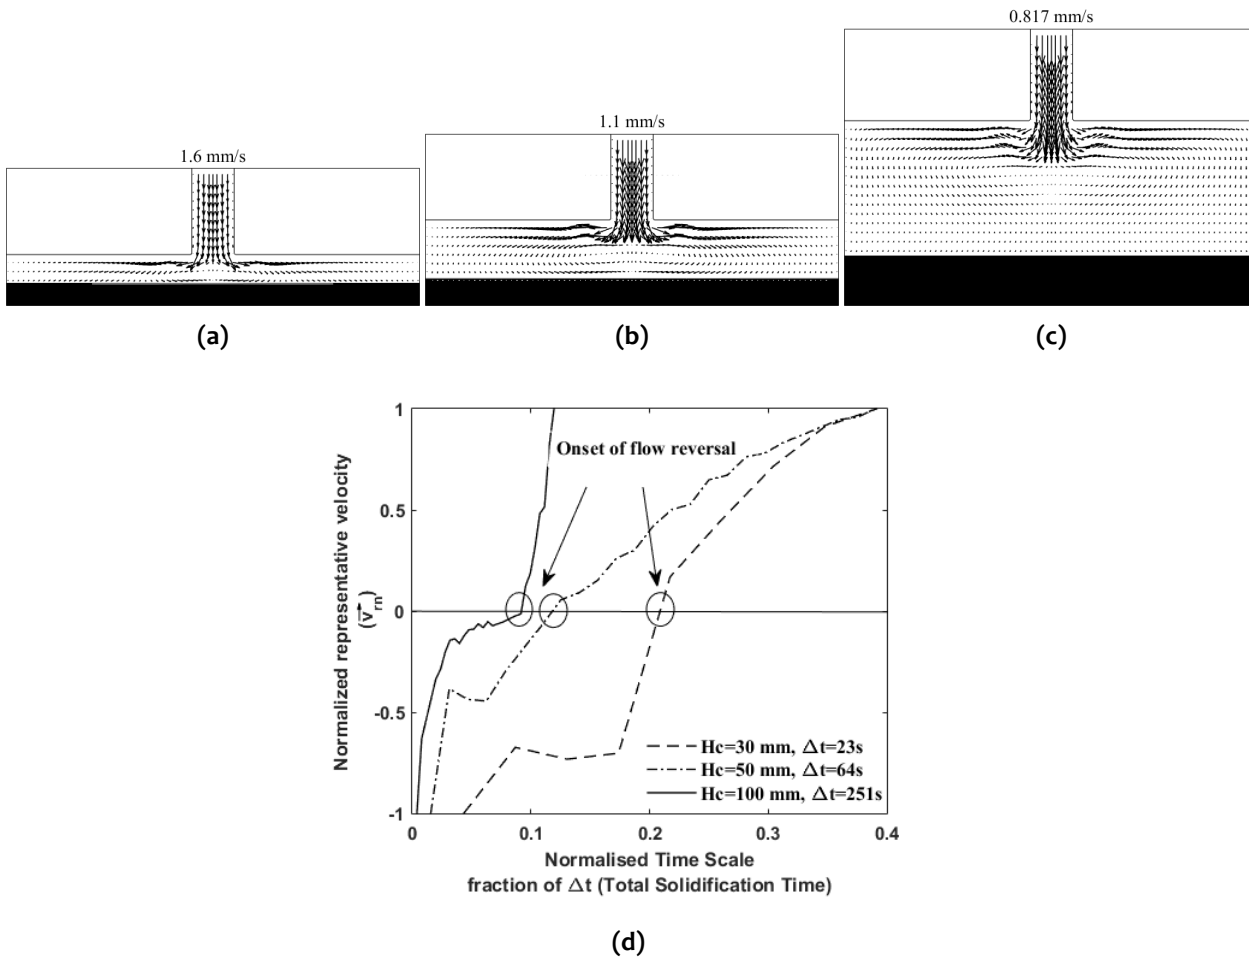 1.6 mm/s
1.1 mm/s
0.817 mm/s
(a)
(b)
(c)
Normalized representative velocity
(v⃗rn)
1
0.5
0
-0.5
-1
Onset of flow reversal
Hc=30 mm, Δt=23s
Hc=50 mm, Δt=64s
Hc=100 mm, Δt=251s
0 0.1 0.2 0.3 0.4
Normalised Time Scale
fraction of Δt (Total Solidification Time)
(d)